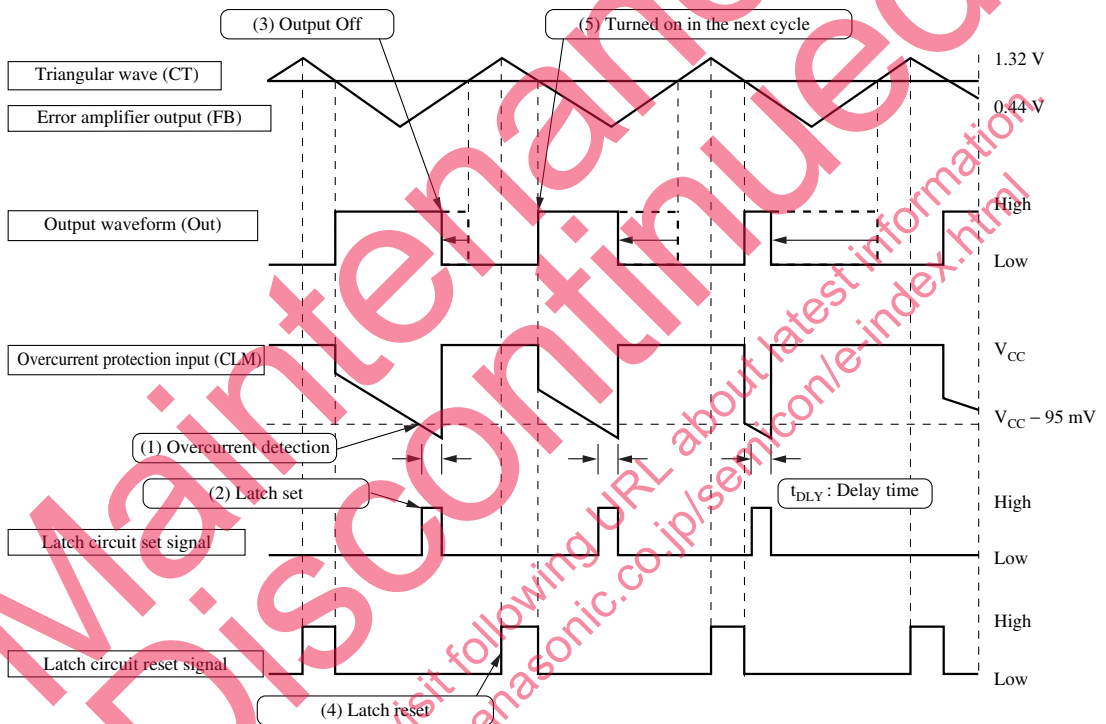 (3) Output Off
(5) Turned on in the next cycle
Triangular wave (CT)
1.32 V
Error amplifier output (FB)
0.44 V
Output waveform (Out)
High
Low
Overcurrent protection input (CLM)
VCC
VCC − 95 mV
(1) Overcurrent detection
(2) Latch set
tDLY : Delay time
High
Latch circuit set signal
Low
High
Latch circuit reset signal
Low
(4) Latch reset
Maintenance
Discontinued
visit following URL about latest information.
panasonic.co.jp/semicon/e-index.html